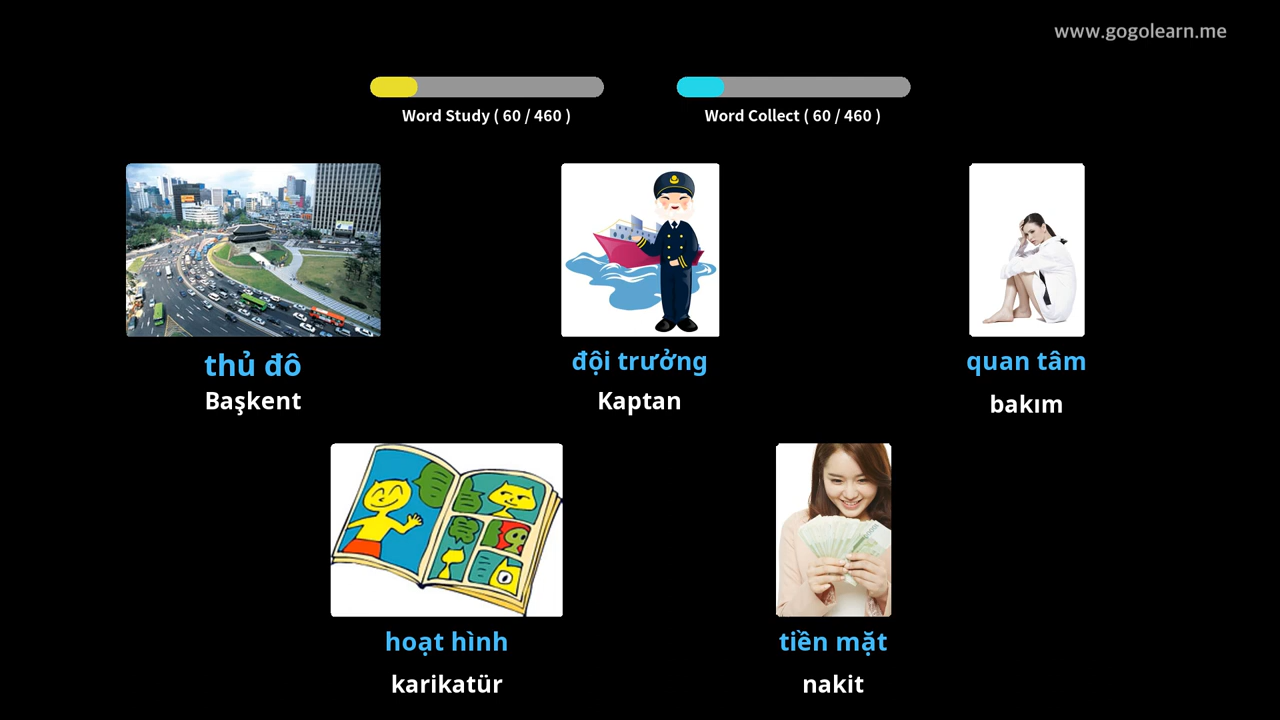 www.gogolearn.me
Word Study ( 60 / 460 )
Word Collect ( 60 / 460 )
thủ đô
Başkent
đội trưởng
Kaptan
quan tâm
bakım
hoạt hình
karikatür
tiền mặt
nakit